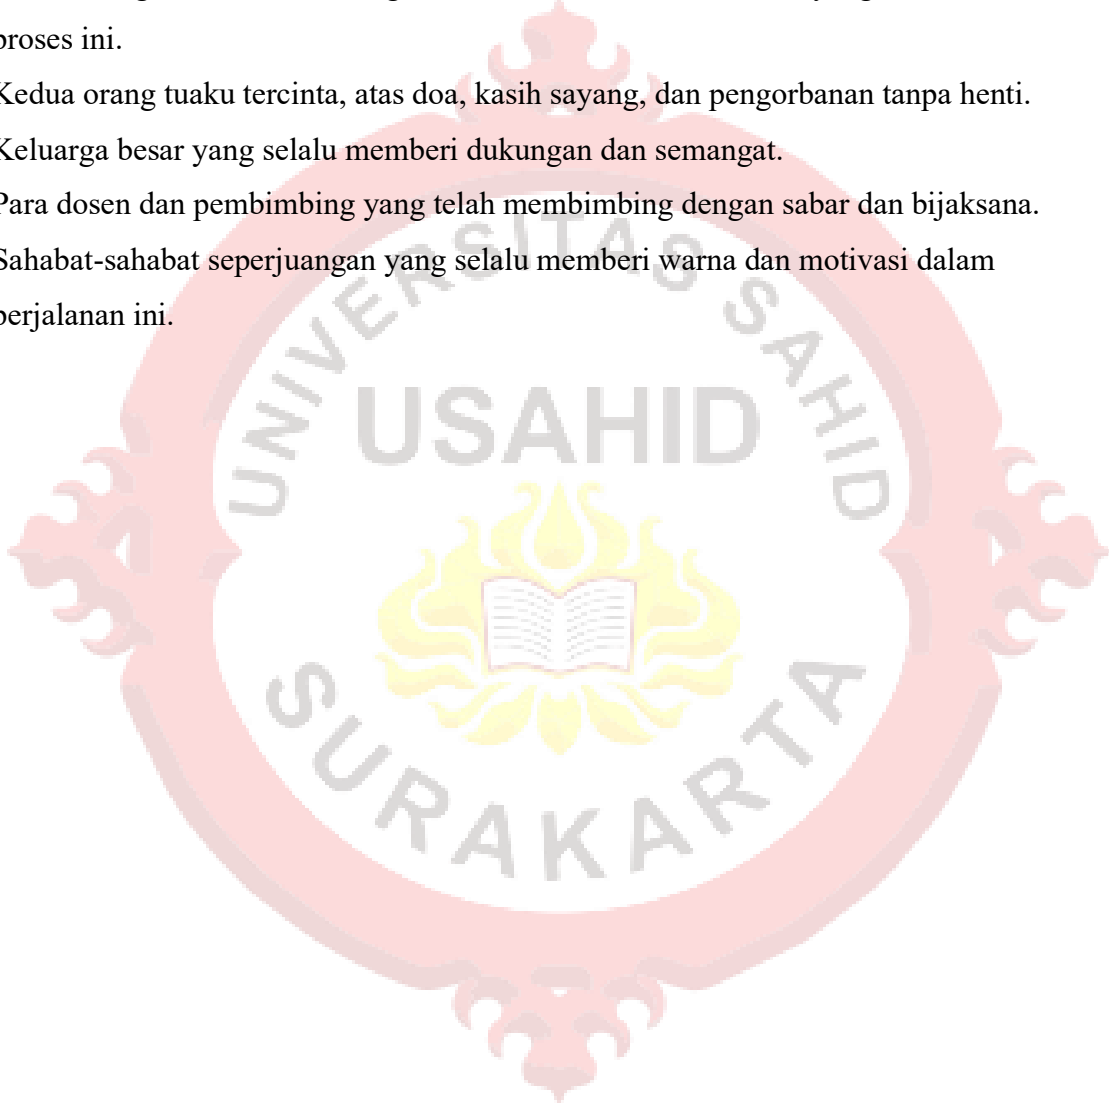 proses ini.
Kedua orang tuaku tercinta, atas doa, kasih sayang, dan pengorbanan tanpa henti.
Keluarga besar yang selalu memberi dukungan dan semangat.
Para dosen dan pembimbing yang telah membimbing dengan sabar dan bijaksana.
Sahabat-sahabat seperjuangan yang selalu memberi warna dan motivasi dalam
perjalanan ini.
UNIVERSITAS SAHID
USAHID
SURAKARTA